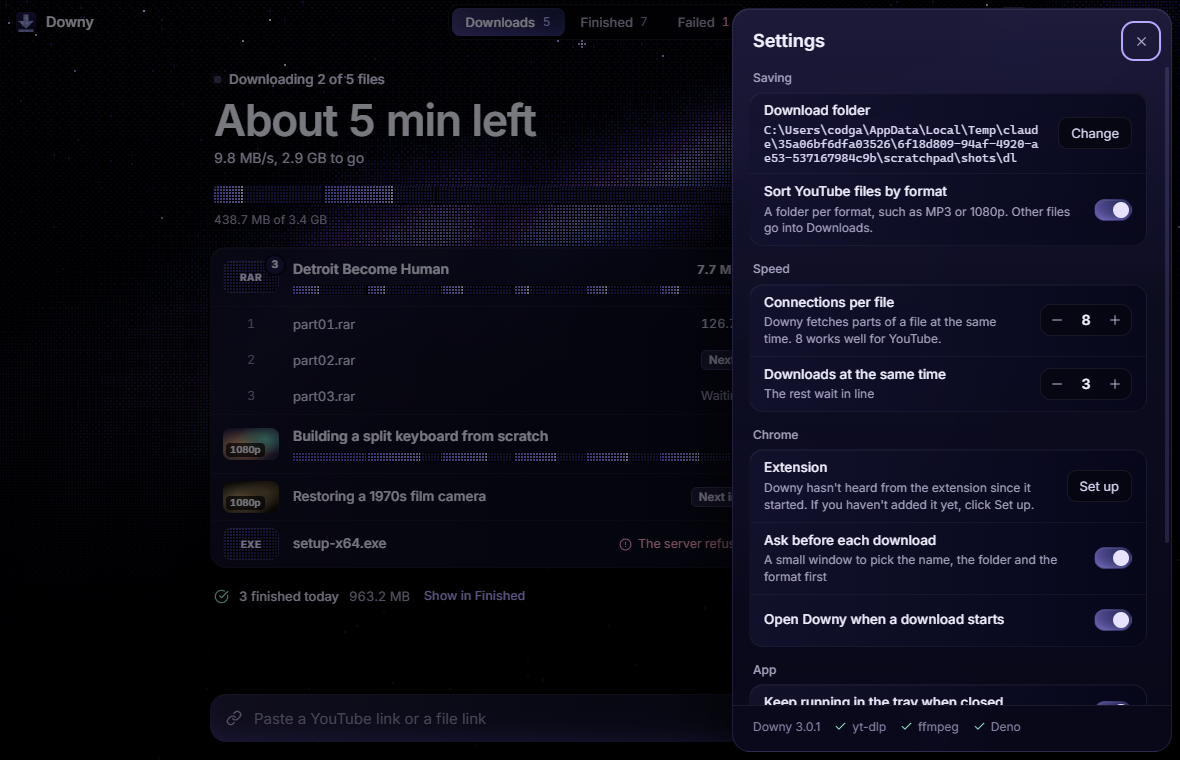 Downy
Downloads 5
Finished 7
Failed 1
Downloading 2 of 5 files
About 5 min left
9.8 MB/s, 2.9 GB to go
438.7 MB of 3.4 GB
RAR
3
Detroit Become Human
7.7 M
1
part01.rar
126.7
2
part02.rar
Next
3
part03.rar
Waitin
1080p
Building a split keyboard from scratch
1080p
Restoring a 1970s film camera
Next i
EXE
setup-x64.exe
The server refus
3 finished today 963.2 MB Show in Finished
Paste a YouTube link or a file link
Settings
Saving
Download folder
C:\Users\codga\AppData\Local\Temp\claud
e\35a06bf6dfa03526\6f18d809-94af-4920-a
e53-537167984c9b\scratchpad\shots\dl
Change
Sort YouTube files by format
A folder per format, such as MP3 or 1080p. Other files
go into Downloads.
Speed
Connections per file
Downy fetches parts of a file at the same
time. 8 works well for YouTube.
8
Downloads at the same time
The rest wait in line
3
Chrome
Extension
Downy hasn't heard from the extension since it
started. If you haven't added it yet, click Set up.
Set up
Ask before each download
A small window to pick the name, the folder and the
format first
Open Downy when a download starts
App
Keep running in the tray when closed
Downy 3.0.1 yt-dlp ffmpeg Deno